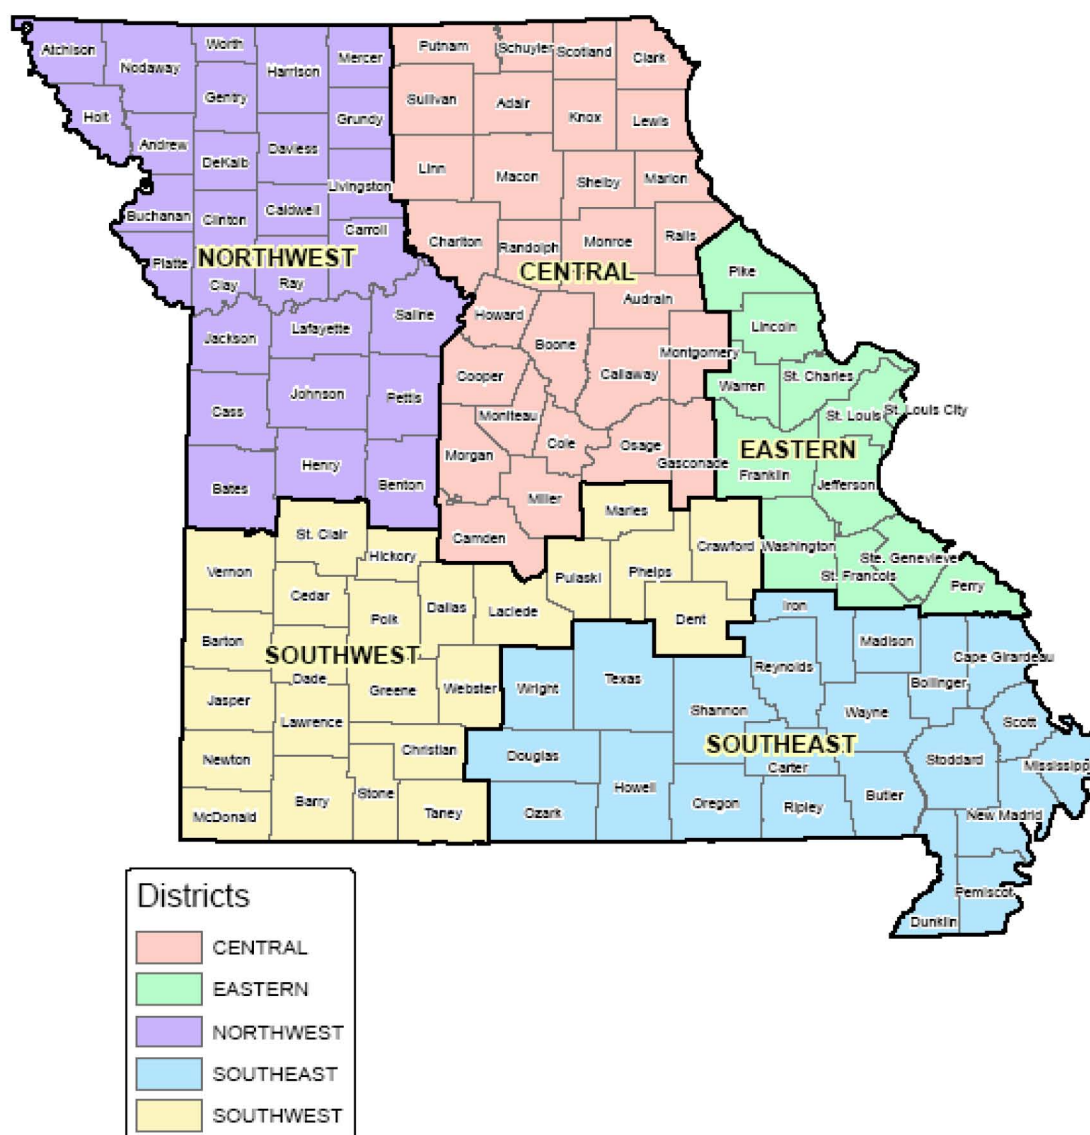 Atchison
Nodaway
Worth
Harrison
Mercer
Putnam
Schuyler
Scotland
Clark
Holt
Gentry
Grundy
Sullivan
Adair
Knox
Lewis
Andrew
DeKalb
Daviess
Livingston
Linn
Macon
Shelby
Marion
Buchanan
Clinton
Caldwell
Carroll
Chariton
Randolph
Monroe
Ralls
Platte
NORTHWEST
CENTRAL
Pike
Clay
Ray
Audrain
Jackson
Lafayette
Saline
Howard
Boone
Montgomery
Lincoln
Cass
Johnson
Pettis
Cooper
Callaway
Warren
St. Charles
Moniteau
St. Louis
St. Louis City
Bates
Henry
Benton
Morgan
Cole
Osage
Gasconade
EASTERN
Franklin
Jefferson
Miller
St. Clair
Hickory
Camden
Maries
Crawford
Washington
Ste. Genevieve
Vernon
Cedar
Dallas
Laclede
Pulaski
Phelps
St. Francois
Perry
Barton
Polk
Dent
Iron
Madison
Cape Girardeau
SOUTHWEST
Dade
Jasper
Greene
Webster
Wright
Texas
Reynolds
Bollinger
Lawrence
Shannon
Wayne
Scott
Newton
Christian
Douglas
SOUTHEAST
Carter
Stoddard
Mississippi
McDonald
Barry
Stone
Taney
Ozark
Howell
Oregon
Ripley
Butler
New Madrid
Pemiscot
Dunklin
Districts
CENTRAL
EASTERN
NORTHWEST
SOUTHEAST
SOUTHWEST